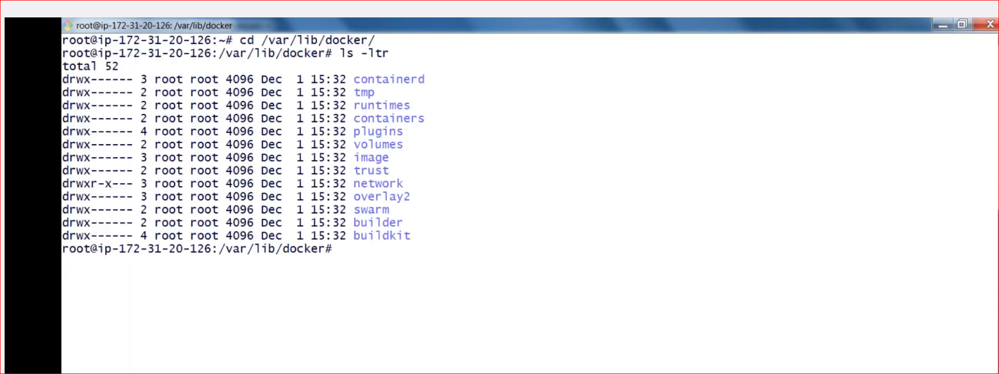 root@ip-172-31-20-126: /var/lib/docker
root@ip-172-31-20-126:~# cd /var/lib/docker/
root@ip-172-31-20-126:/var/lib/docker# ls -ltr
total 52
drwx------ 3 root root 4096 Dec  1 15:32 containerd
drwx------ 2 root root 4096 Dec  1 15:32 tmp
drwx------ 2 root root 4096 Dec  1 15:32 runtimes
drwx------ 2 root root 4096 Dec  1 15:32 containers
drwx------ 4 root root 4096 Dec  1 15:32 plugins
drwx------ 2 root root 4096 Dec  1 15:32 volumes
drwx------ 3 root root 4096 Dec  1 15:32 image
drwx------ 2 root root 4096 Dec  1 15:32 trust
drwxr-x--- 3 root root 4096 Dec  1 15:32 network
drwx------ 3 root root 4096 Dec  1 15:32 overlay2
drwx------ 2 root root 4096 Dec  1 15:32 swarm
drwx------ 2 root root 4096 Dec  1 15:32 builder
drwx------ 4 root root 4096 Dec  1 15:32 buildkit
root@ip-172-31-20-126:/var/lib/docker#